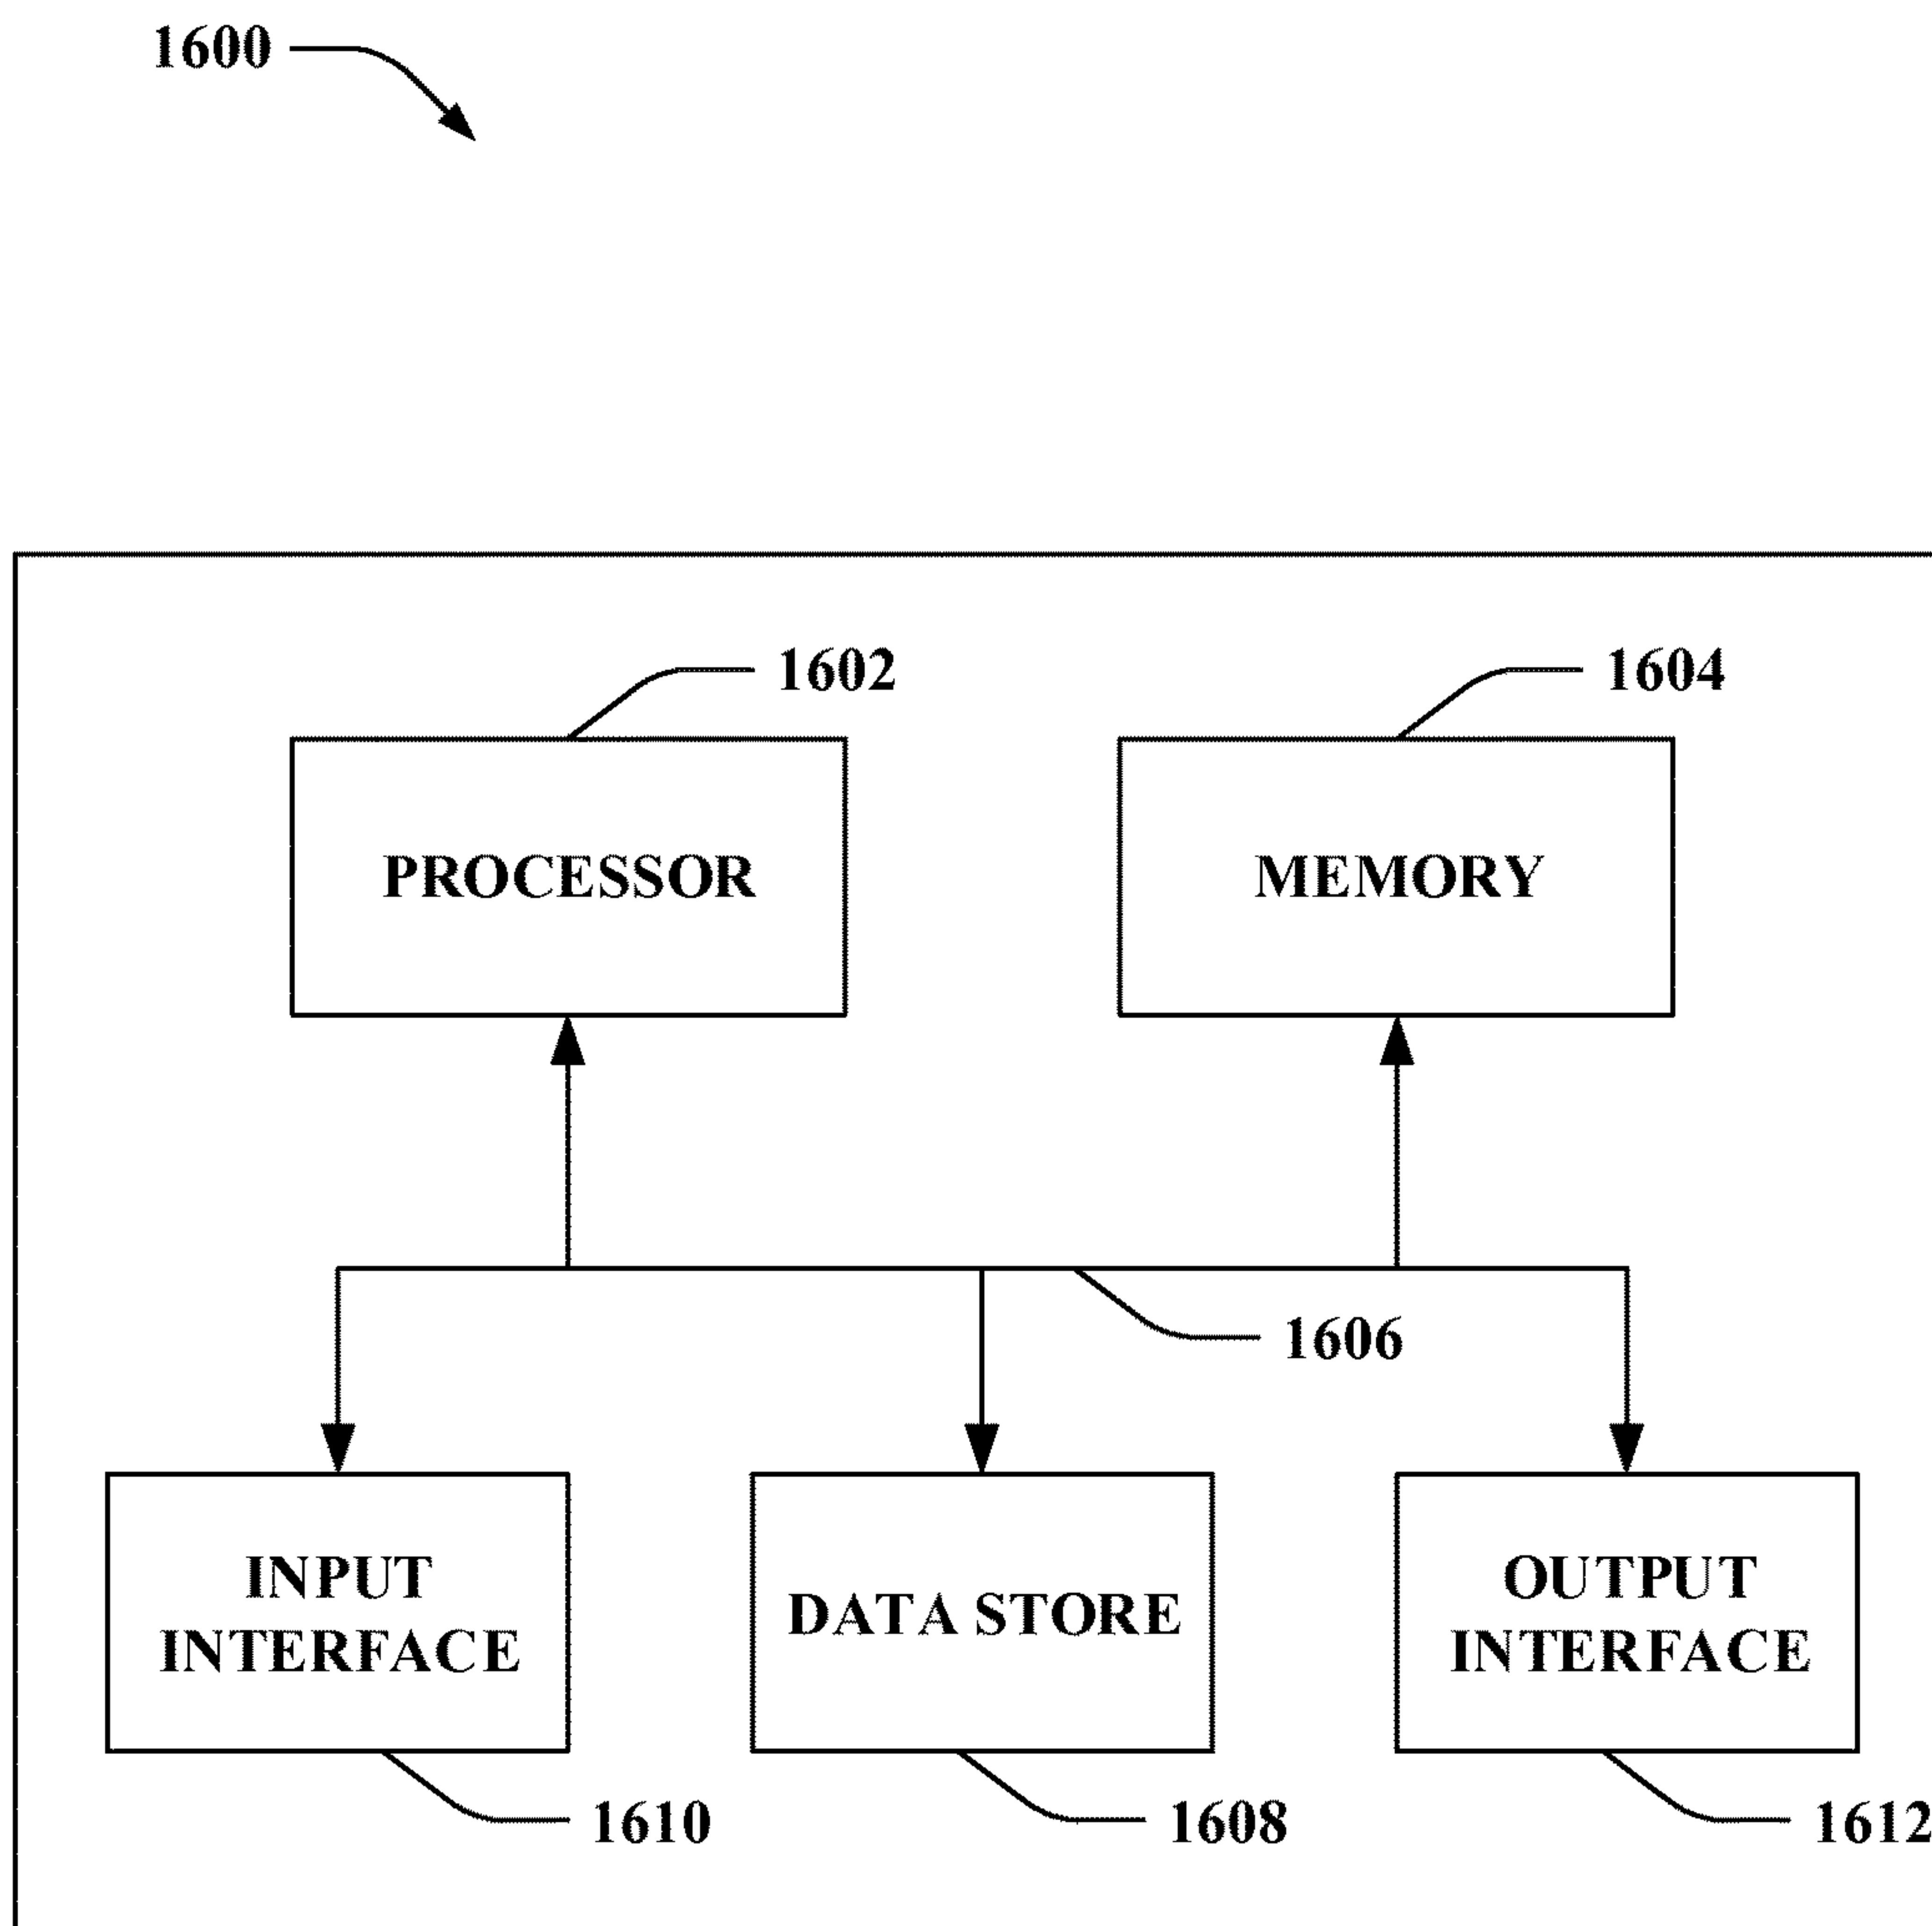 1600
1602
1604
PROCESSOR
MEMORY
1606
INPUT
INTERFACE
DATA STORE
OUTPUT
INTERFACE
1610
1608
1612